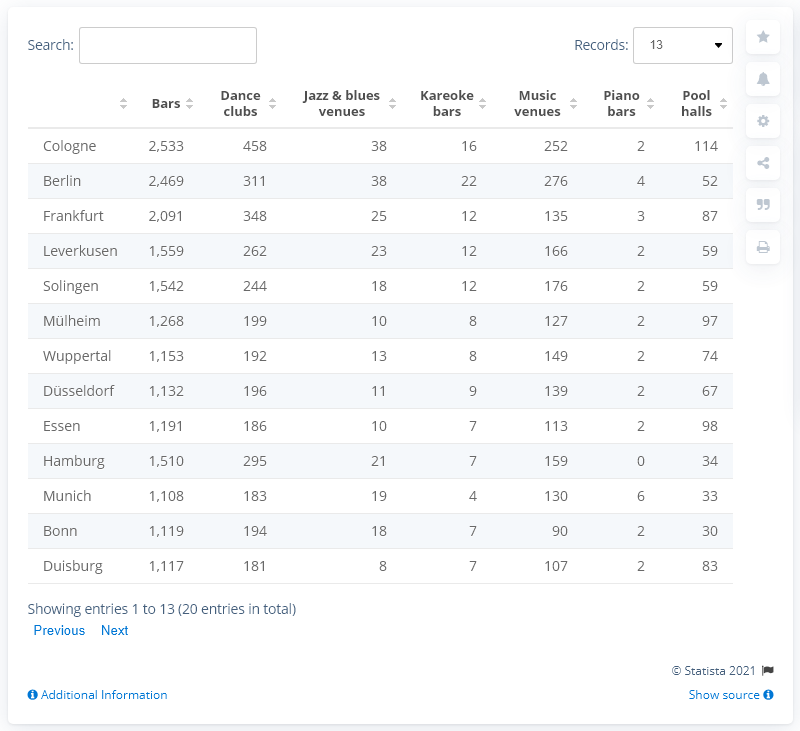 Search: Records: 13
Bars Dance clubs Jazz & blues venues Kareoke bars Music venues Piano bars Pool halls
Cologne 2,533 458 38 16 252 2 114
Berlin 2,469 311 38 22 276 4 52
Frankfurt 2,091 348 25 12 135 3 87
Leverkusen 1,559 262 23 12 166 2 59
Solingen 1,542 244 18 12 176 2 59
Mülheim 1,268 199 10 8 127 2 97
Wuppertal 1,153 192 13 8 149 2 74
Düsseldorf 1,132 196 11 9 139 2 67
Essen 1,191 186 10 7 113 2 98
Hamburg 1,510 295 21 7 159 0 34
Munich 1,108 183 19 4 130 6 33
Bonn 1,119 194 18 7 90 2 30
Duisburg 1,117 181 8 7 107 2 83
Showing entries 1 to 13 (20 entries in total)
Previous Next
© Statista 2021
Additional Information Show source